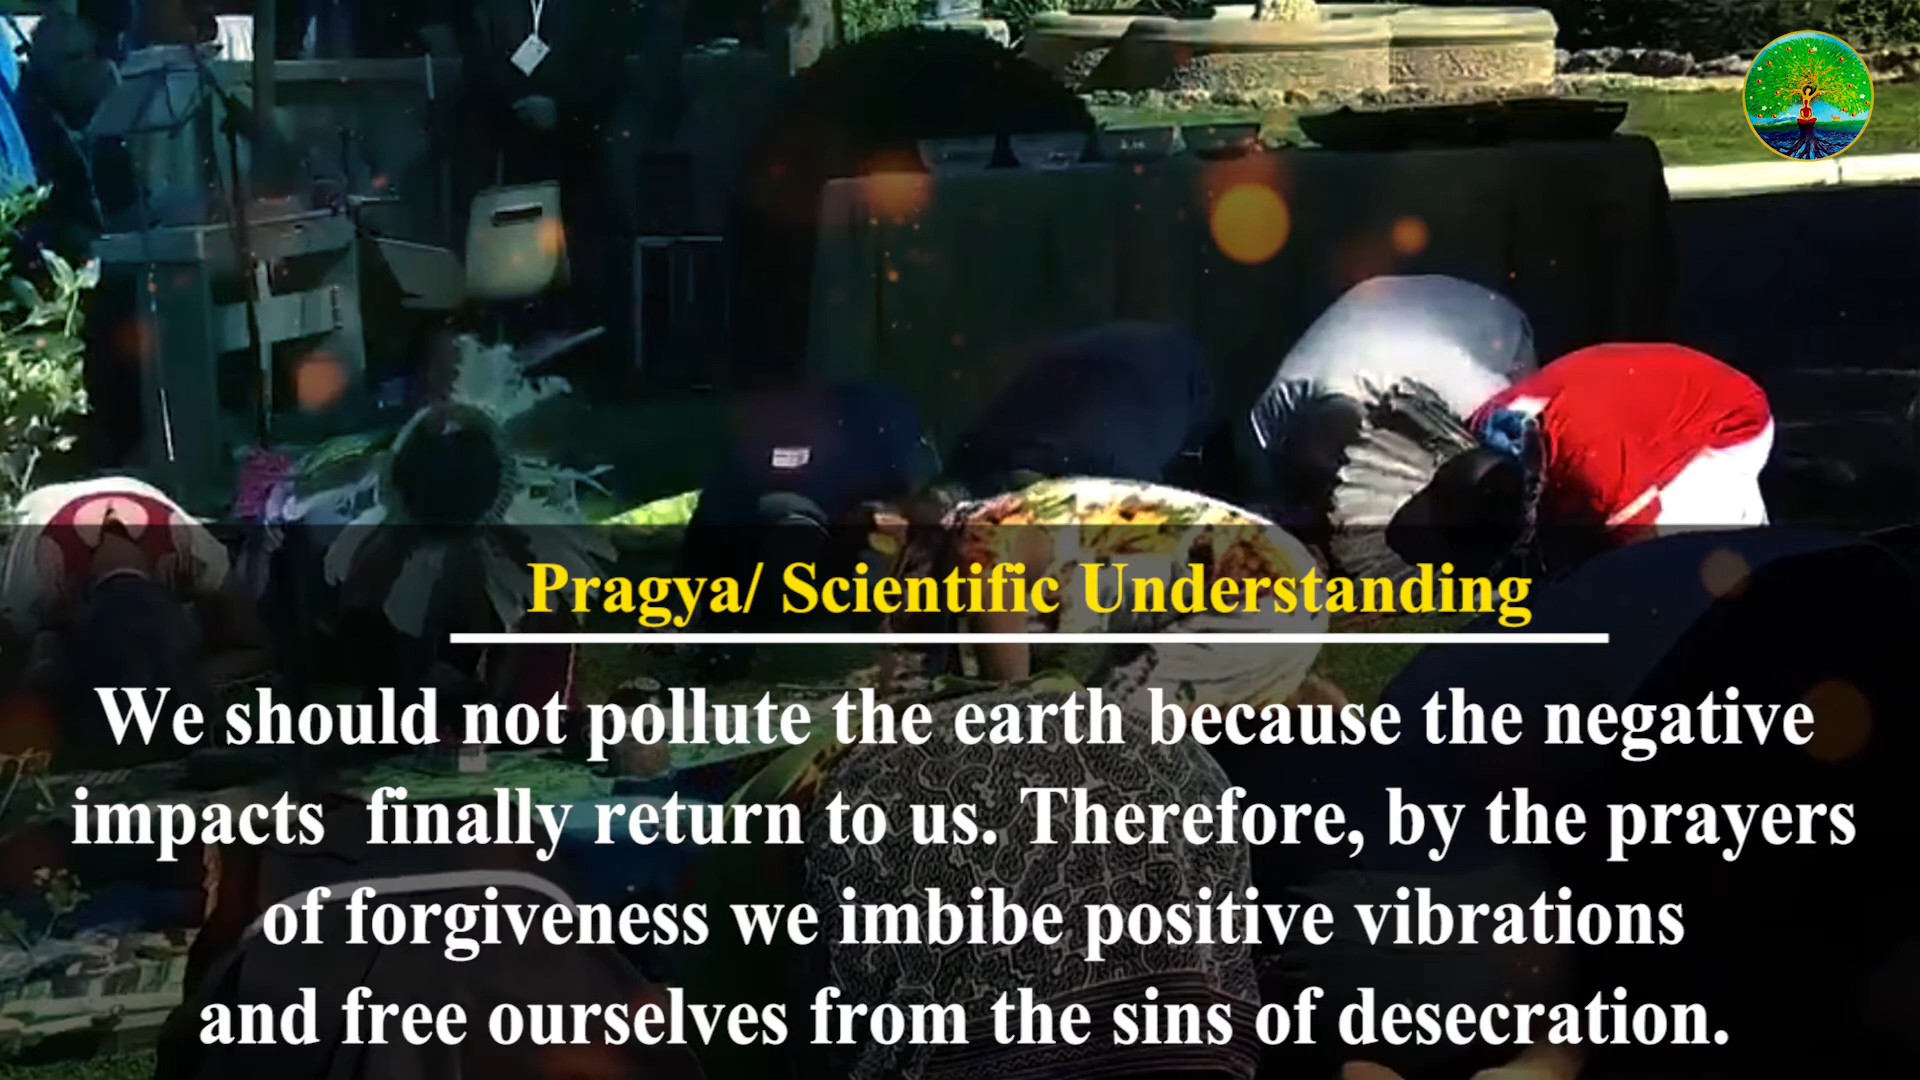 Pragya/ Scientific Understanding
We should not pollute the earth because the negative
impacts  finally return to us. Therefore, by the prayers
of forgiveness we imbibe positive vibrations
and free ourselves from the sins of desecration.